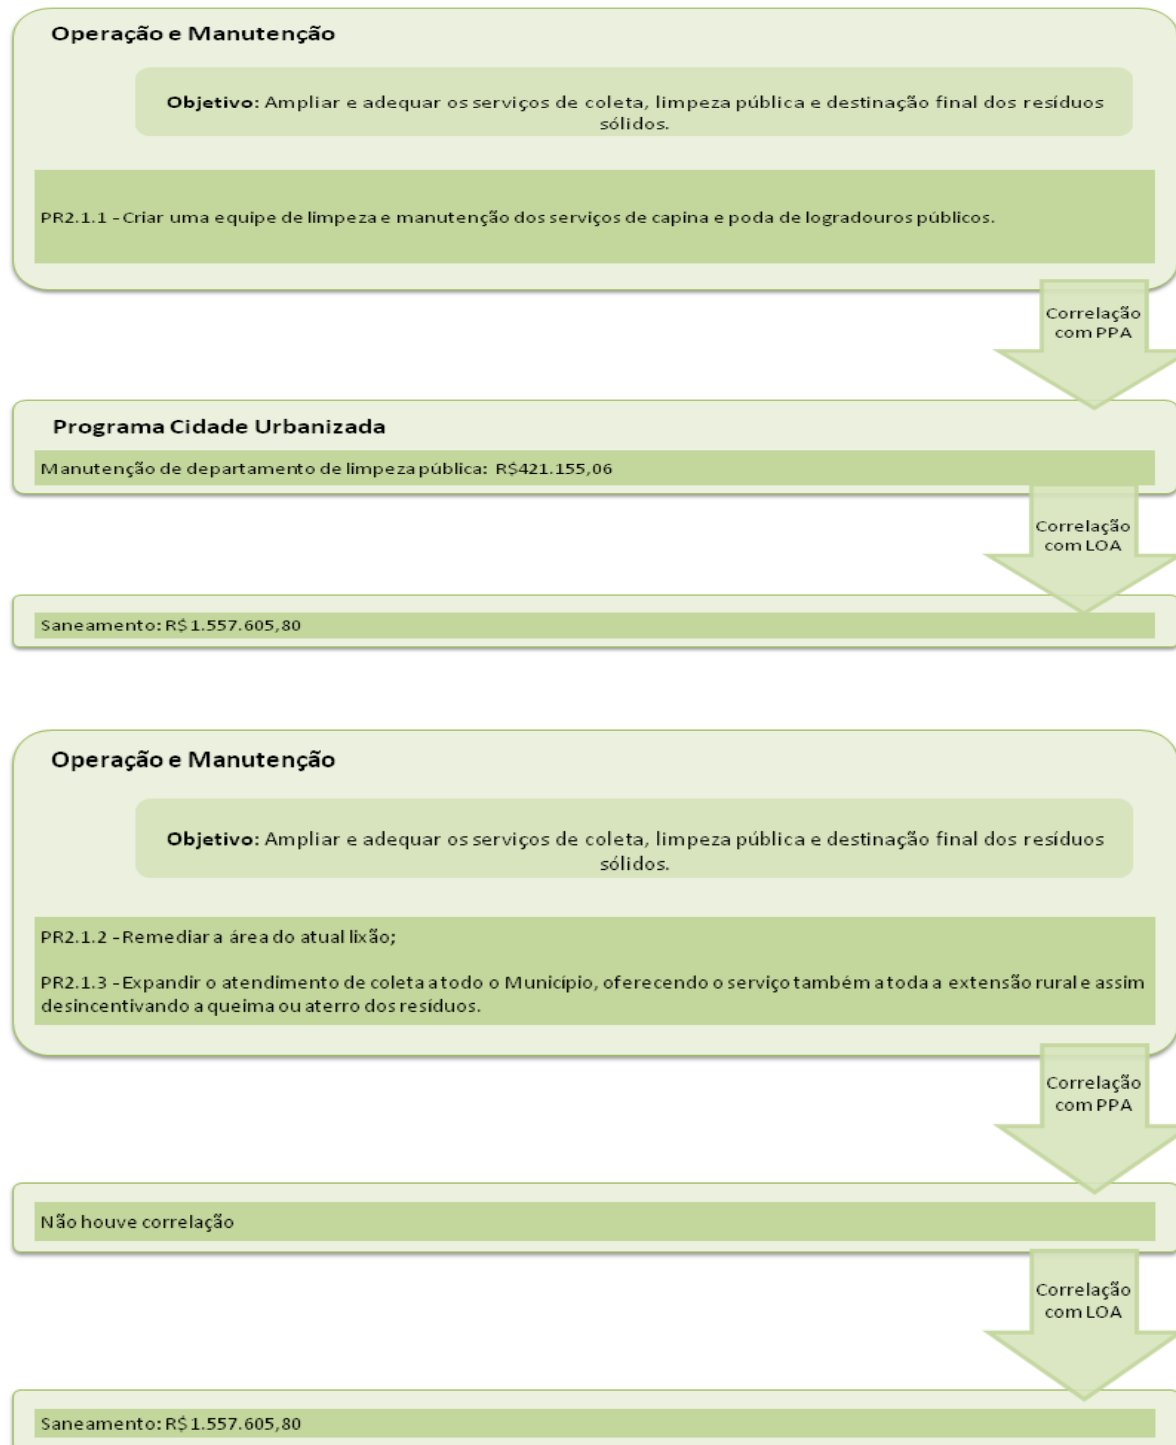 Operação e Manutenção
Objetivo: Ampliar e adequar os serviços de coleta, limpeza pública e destinação final dos resíduos
sólidos.
PR2.1.1 - Criar uma equipe de limpeza e manutenção dos serviços de capina e poda de logradouros públicos.
Correlação
com PPA
Programa Cidade Urbanizada
Manutenção de departamento de limpeza pública: R$421.155,06
Correlação
com LOA
Saneamento: R$ 1.557.605,80
Operação e Manutenção
Objetivo: Ampliar e adequar os serviços de coleta, limpeza pública e destinação final dos resíduos
sólidos.
PR2.1.2 - Remediar a área do atual lixão;
PR2.1.3 - Expandir o atendimento de coleta a todo o Município, oferecendo o serviço também a toda a extensão rural e assim
desincentivando a queima ou aterro dos resíduos.
Correlação
com PPA
Não houve correlação
Correlação
com LOA
Saneamento: R$ 1.557.605,80